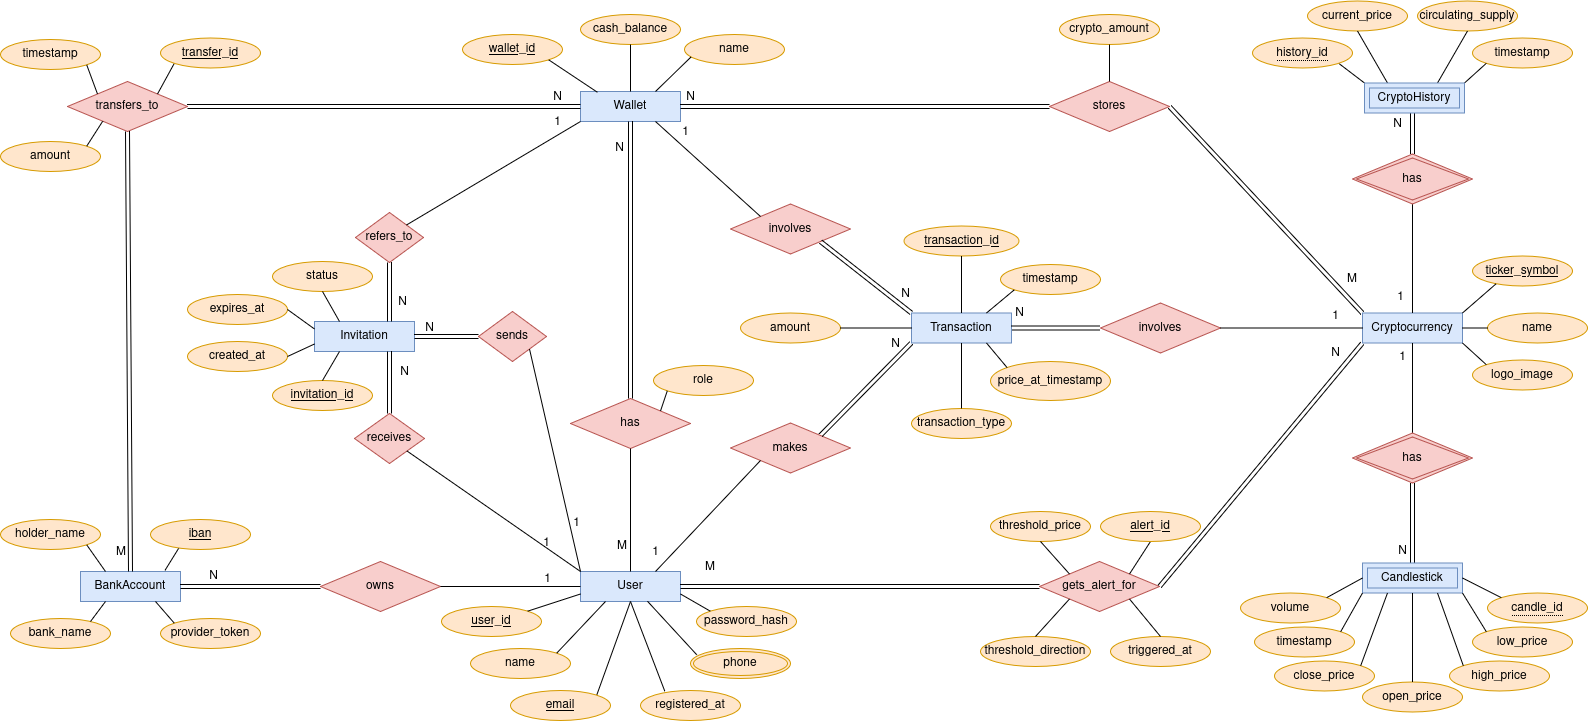 current_price
circulating_supply
cash_balance
crypto_amount
timestamp
transfer_id
wallet_id
name
history_id
timestamp
transfers_to
N
Wallet
N
stores
CryptoHistory
1
1
N
amount
N
has
refers_to
involves
transaction_id
status
timestamp
M
ticker_symbol
expires_at
N
N
N
1
1
Invitation
N
sends
amount
Transaction
involves
Cryptocurrency
name
created_at
N
N
1
N
role
price_at_timestamp
logo_image
invitation_id
has
transaction_type
receives
makes
has
threshold_price
alert_id
holder_name
iban
1
1
M
1
M
N
BankAccount
N
owns
1
User
M
gets_alert_for
Candlestick
volume
candle_id
user_id
password_hash
bank_name
provider_token
timestamp
low_price
name
phone
threshold_direction
triggered_at
close_price
high_price
email
registered_at
open_price